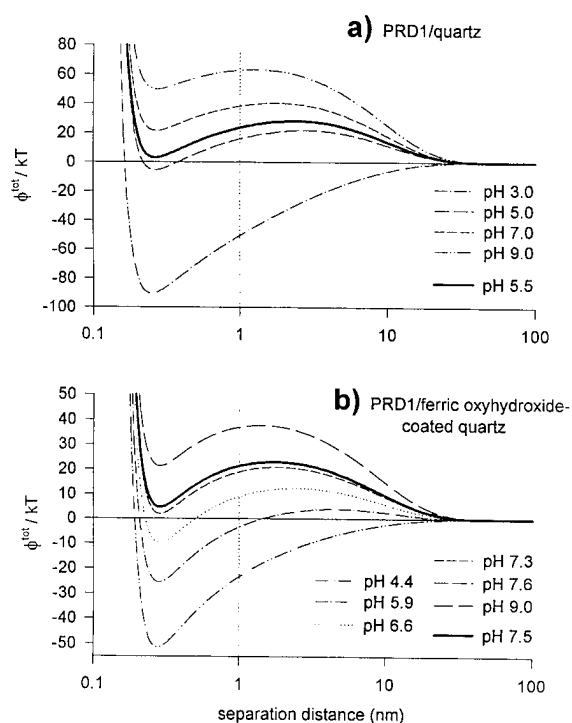 a) PRD1/quartz
80
60
40
20
0
-20
-40
-60
-80
-100
ϕtot / kT
pH 3.0
pH 5.0
pH 7.0
pH 9.0
pH 5.5
0.1 1 10 100
b) PRD1/ferric oxyhydroxide-
coated quartz
50
40
30
20
10
0
-10
-20
-30
-40
-50
ϕtot / kT
pH 4.4
pH 5.9
pH 6.6
pH 7.3
pH 7.6
pH 9.0
pH 7.5
0.1 1 10 100
separation distance (nm)